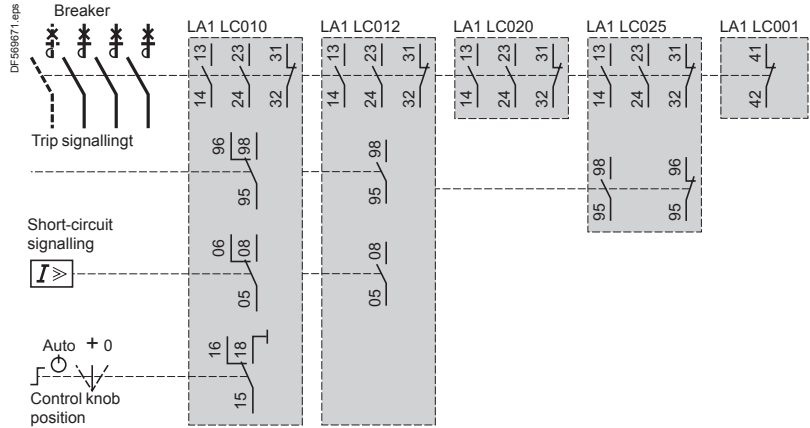 DF569671.eps
Breaker
LA1 LC010
LA1 LC012
LA1 LC020
LA1 LC025
LA1 LC001
13 23 31
13 23 31
13 23 31
13 23 31
41
14 24 32
14 24 32
14 24 32
14 24 32
42
Trip signallingt
96 98
98
98 96
95
95
95 95
Short-circuit
signalling
I
06 08
08
05
05
Auto + 0
16 18
15
Control knob
position